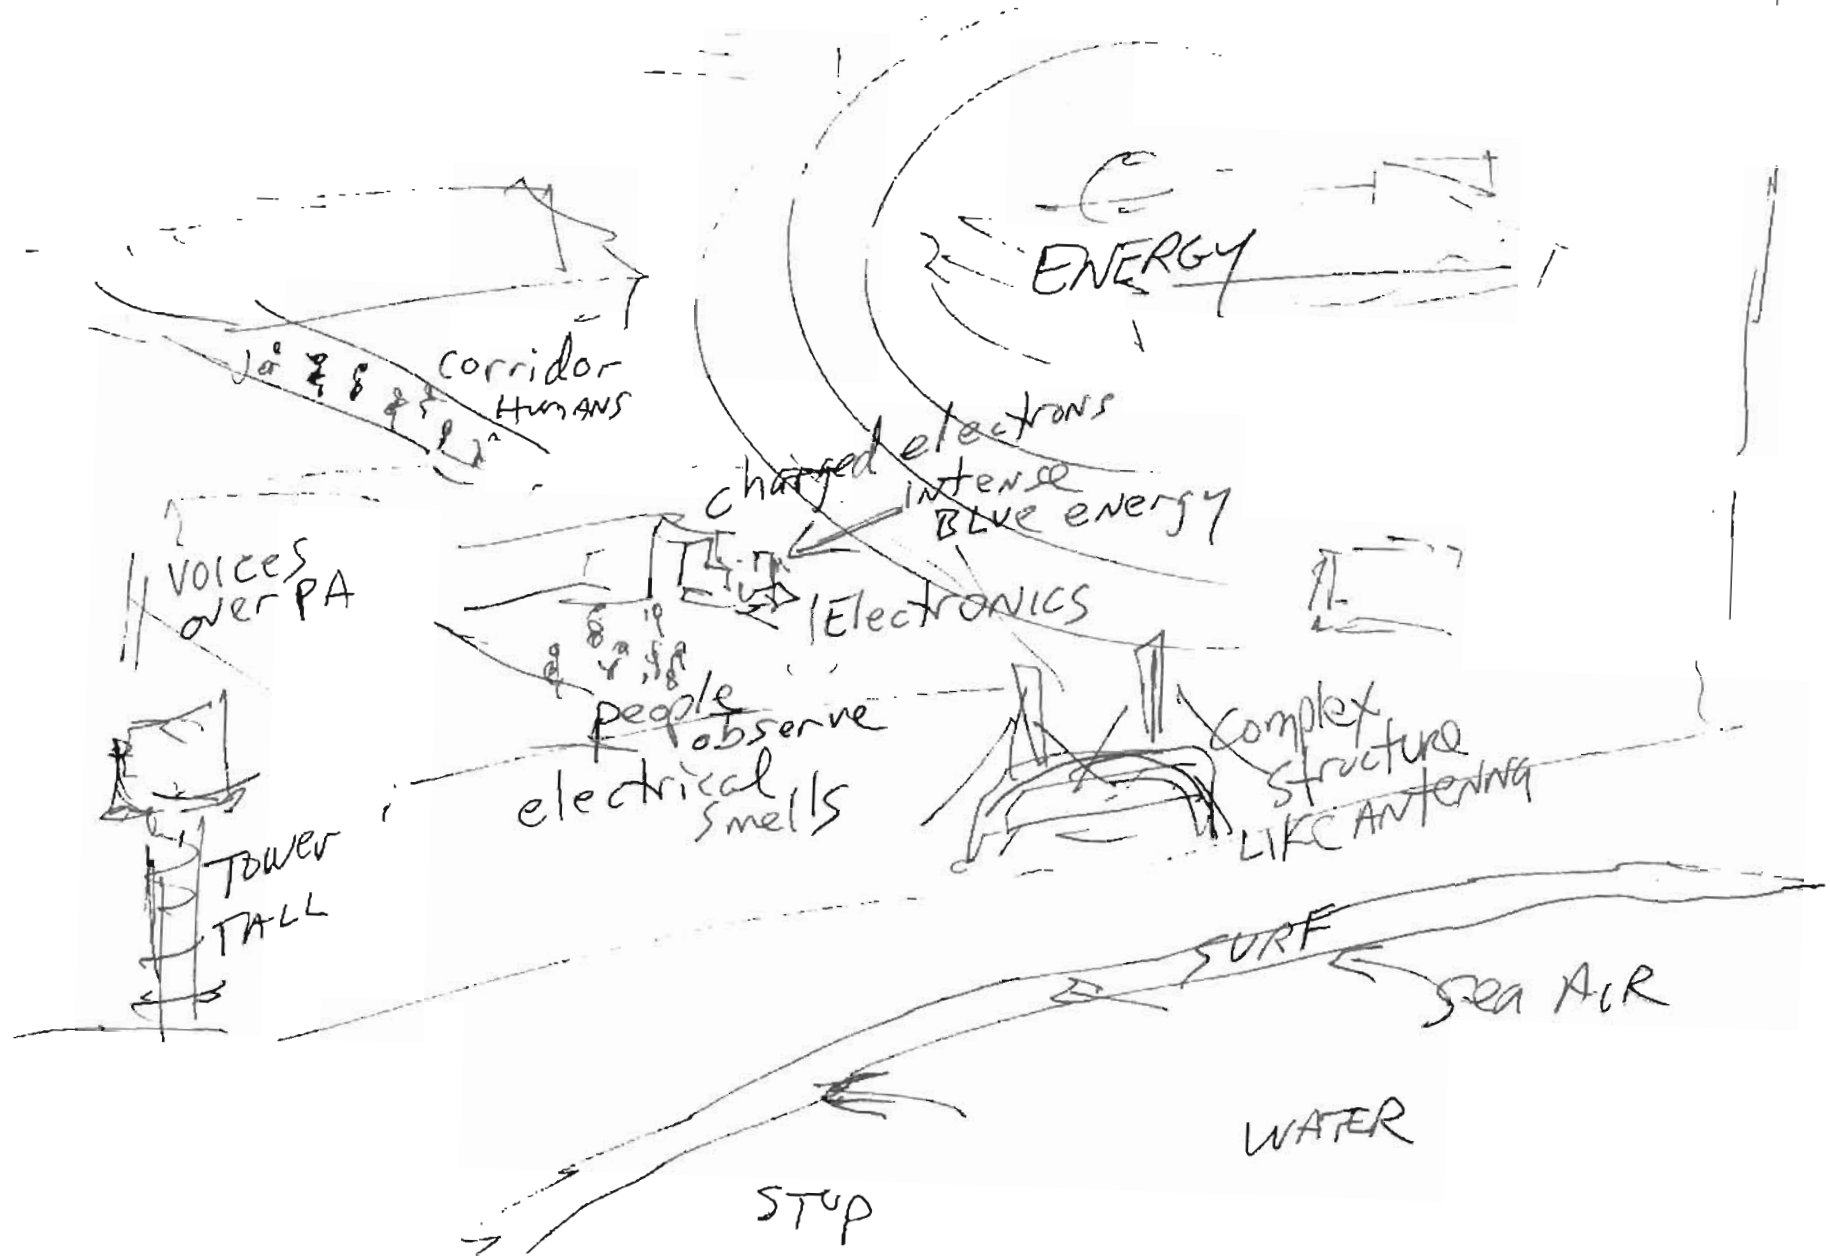 ENERGY
corridor
HUMANS
charged electrons
intense
BLUE energy
voices
over PA
Electronics
people
observe
electrical
smells
complex
structure
LIKE ANTENNA
TOWER
TALL
SURF
Sea AIR
WATER
STOP